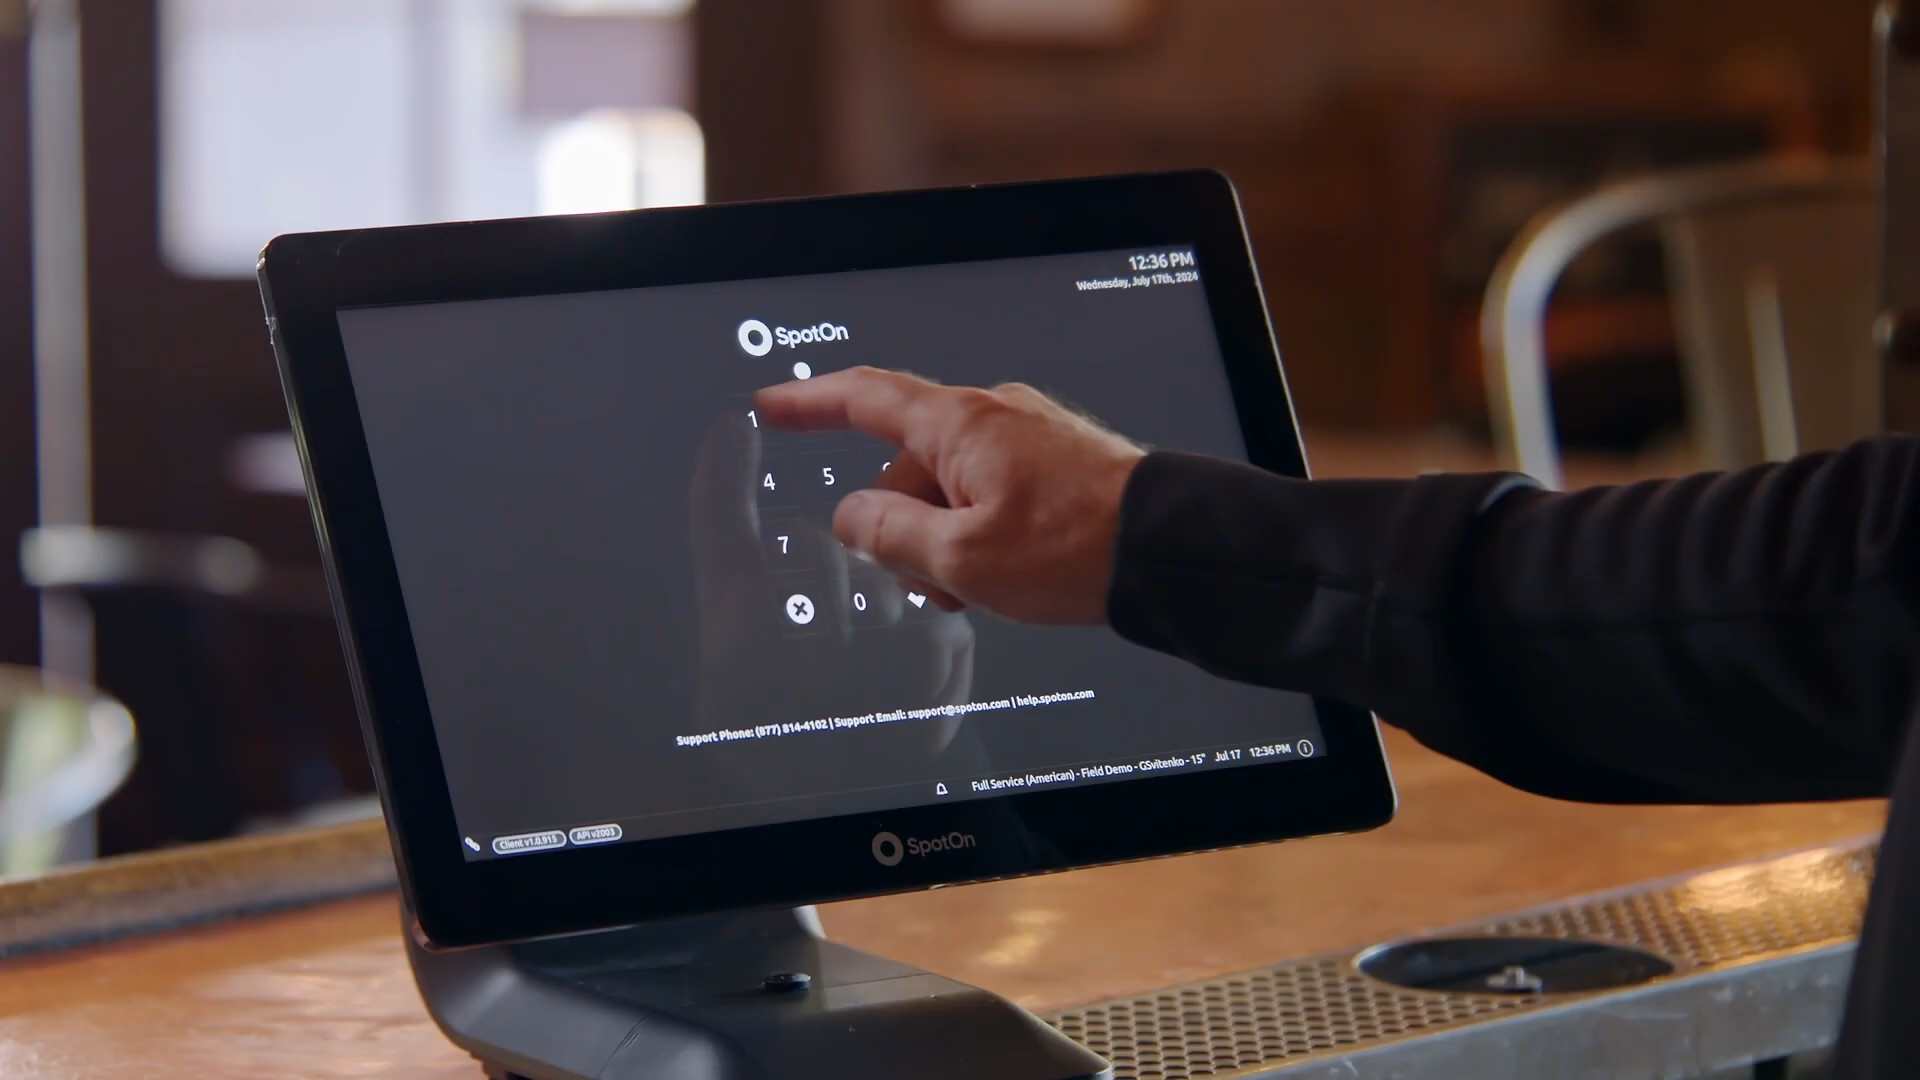 12:36 PM
Wednesday, July 17th, 2024
SpotOn
1
4 5
7
0
Support Phone: (877) 814-4102 | Support Email: support@spoton.com | help.spoton.com
Full Service (American) - Field Demo - GSvitenko - 15" Jul 17 12:36 PM
Client v1.0.915 API v2003
SpotOn